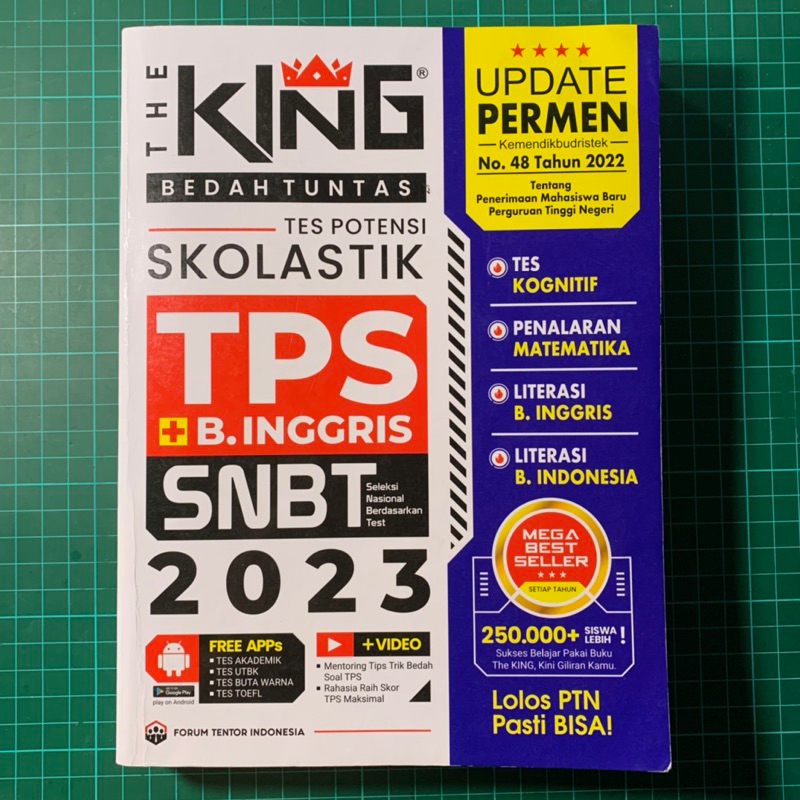 THE KING®
BEDAH TUNTAS
TES POTENSI
SKOLASTIK
TPS
+ B. INGGRIS
SNBT
Seleksi
Nasional
Berdasarkan
Test
2023
FREE APPs
TES AKADEMIK
TES UTBK
TES BUTA WARNA
TES TOEFL
Google Play
play on Android
+VIDEO
Mentoring Tips Trik Bedah
Soal TPS
Rahasia Raih Skor
TPS Maksimal
FORUM TENTOR INDONESIA
UPDATE
PERMEN
Kemendikbudristek
No. 48 Tahun 2022
Tentang
Penerimaan Mahasiswa Baru
Perguruan Tinggi Negeri
TES
KOGNITIF
PENALARAN
MATEMATIKA
LITERASI
B. INGGRIS
LITERASI
B. INDONESIA
MEGA
BEST
SELLER
SETIAP TAHUN
250.000+ SISWA LEBIH !
Sukses Belajar Pakai Buku
The KING, Kini Giliran Kamu.
Lolos PTN
Pasti BISA!